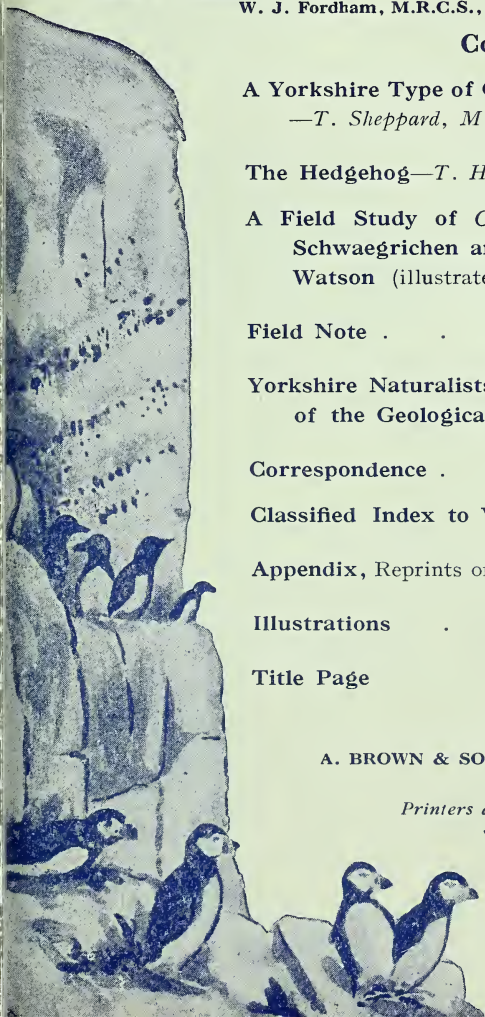 W. J. Fordham, M.R.C.S.,
Co
A Yorkshire Type of
—T. Sheppard, M
The Hedgehog—T. H
A Field Study of C
Schwaegrichen a
Watson (illustrate
Field Note . .
Yorkshire Naturalists
of the Geologica
Correspondence .
Classified Index to V
Appendix, Reprints o
Illustrations .
Title Page
A. BROWN & SO
Printers a